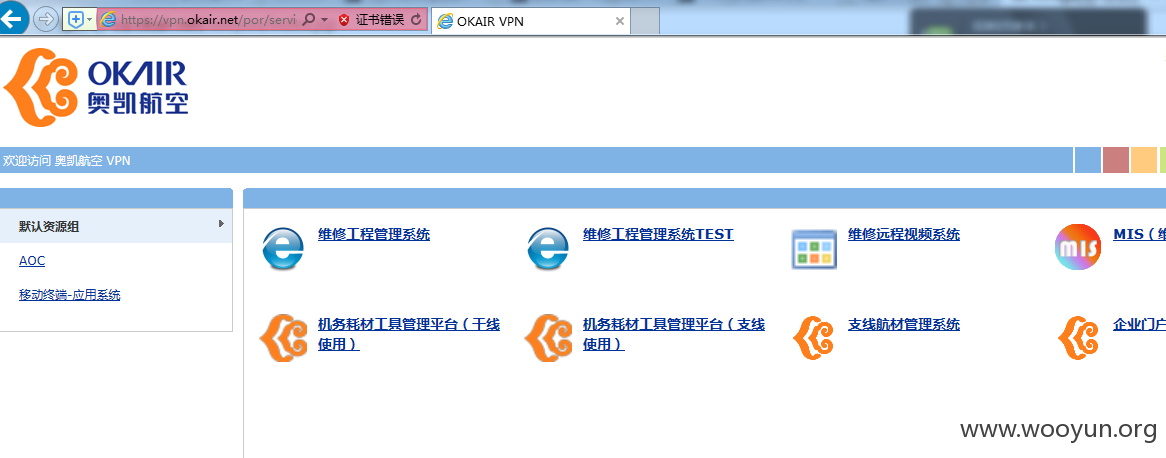 https://vpn.okair.net/por/servi
证书错误
OKAIR VPN
OKAIR
奥凯航空
欢迎访问 奥凯航空 VPN
默认资源组
AOC
移动终端-应用系统
维修工程管理系统
维修工程管理系统TEST
维修远程视频系统
MIS
MIS（维
机务耗材工具管理平台（干线
使用）
机务耗材工具管理平台（支线
使用）
支线航材管理系统
企业门户
www.wooyun.org